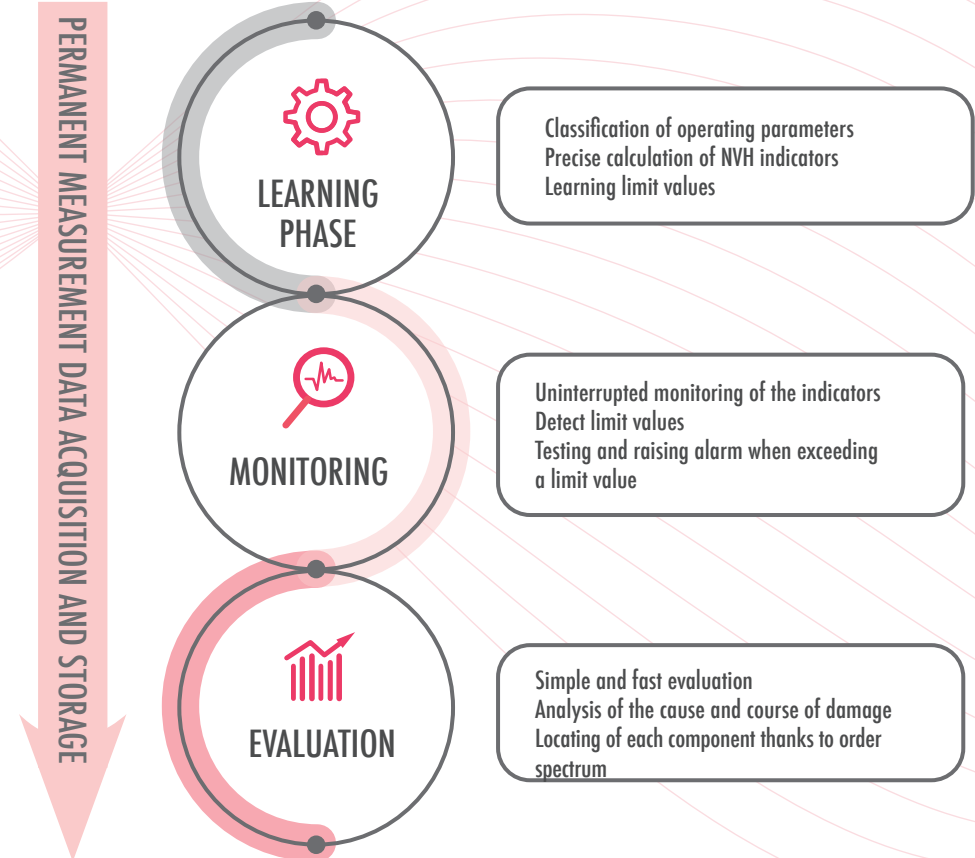 PERMANENT MEASUREMENT DATA ACQUISITION AND STORAGE
LEARNING
PHASE
Classification of operating parameters
Precise calculation of NVH indicators
Learning limit values
MONITORING
Uninterrupted monitoring of the indicators
Detect limit values
Testing and raising alarm when exceeding
a limit value
EVALUATION
Simple and fast evaluation
Analysis of the cause and course of damage
Locating of each component thanks to order
spectrum